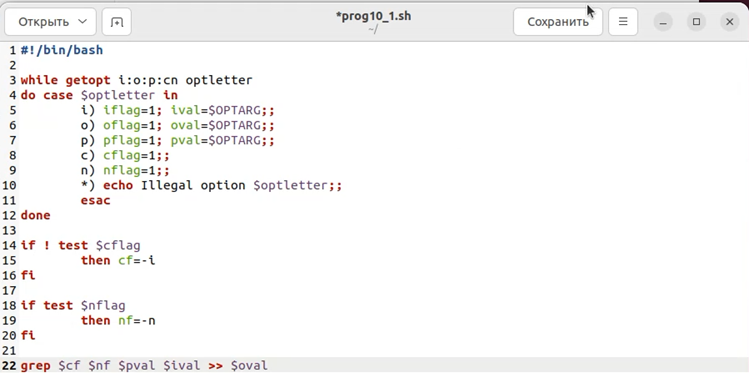 Открыть
*prog10_1.sh
~/
Сохранить
1 #!/bin/bash
2
3 while getopt i:o:p:cn optletter
4 do case $optletter in
5 i) iflag=1; ival=$OPTARG;;
6 o) oflag=1; oval=$OPTARG;;
7 p) pflag=1; pval=$OPTARG;;
8 c) cflag=1;;
9 n) nflag=1;;
10 *) echo Illegal option $optletter;;
11 esac
12 done
13
14 if ! test $cflag
15 then cf=-i
16 fi
17
18 if test $nflag
19 then nf=-n
20 fi
21
22 grep $cf $nf $pval $ival >> $oval